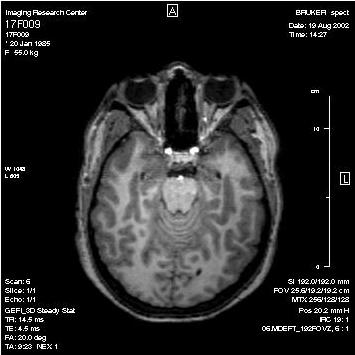 Imaging Research Center
17F009
17F009
* 20 Jan 1985
F 55.0 kg
A
BRUKER spect
Date: 19 Aug 2002
Time: 14:27
cm
10
5
0
L
Scan: 6
Slice: 1/1
Echo: 1/1
GEFI_3D Steady Stat
TR: 14.5 ms
TE: 4.5 ms
FA: 20.0 deg
TA: 9:23 NEX 1
SI 192.0/192.0 mm
FOV 25.6/19.2/19.2 cm
MTX 256/128/128
Pos 20.2 mm H
06.MDEFT_192FOVZ, 6: 1